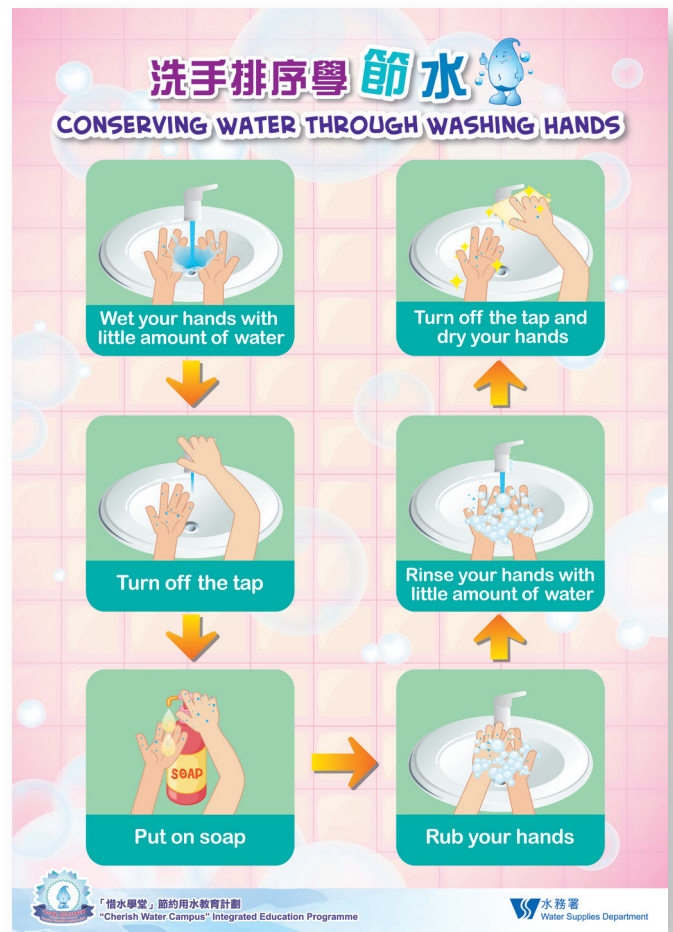 洗手排序學節水
CONSERVING WATER THROUGH WASHING HANDS
Wet your hands with
little amount of water
Turn off the tap
Put on soap
SOAP
Rub your hands
Rinse your hands with
little amount of water
Turn off the tap and
dry your hands
「惜水學堂」節約用水教育計劃
"Cherish Water Campus" Integrated Education Programme
水務署
Water Supplies Department